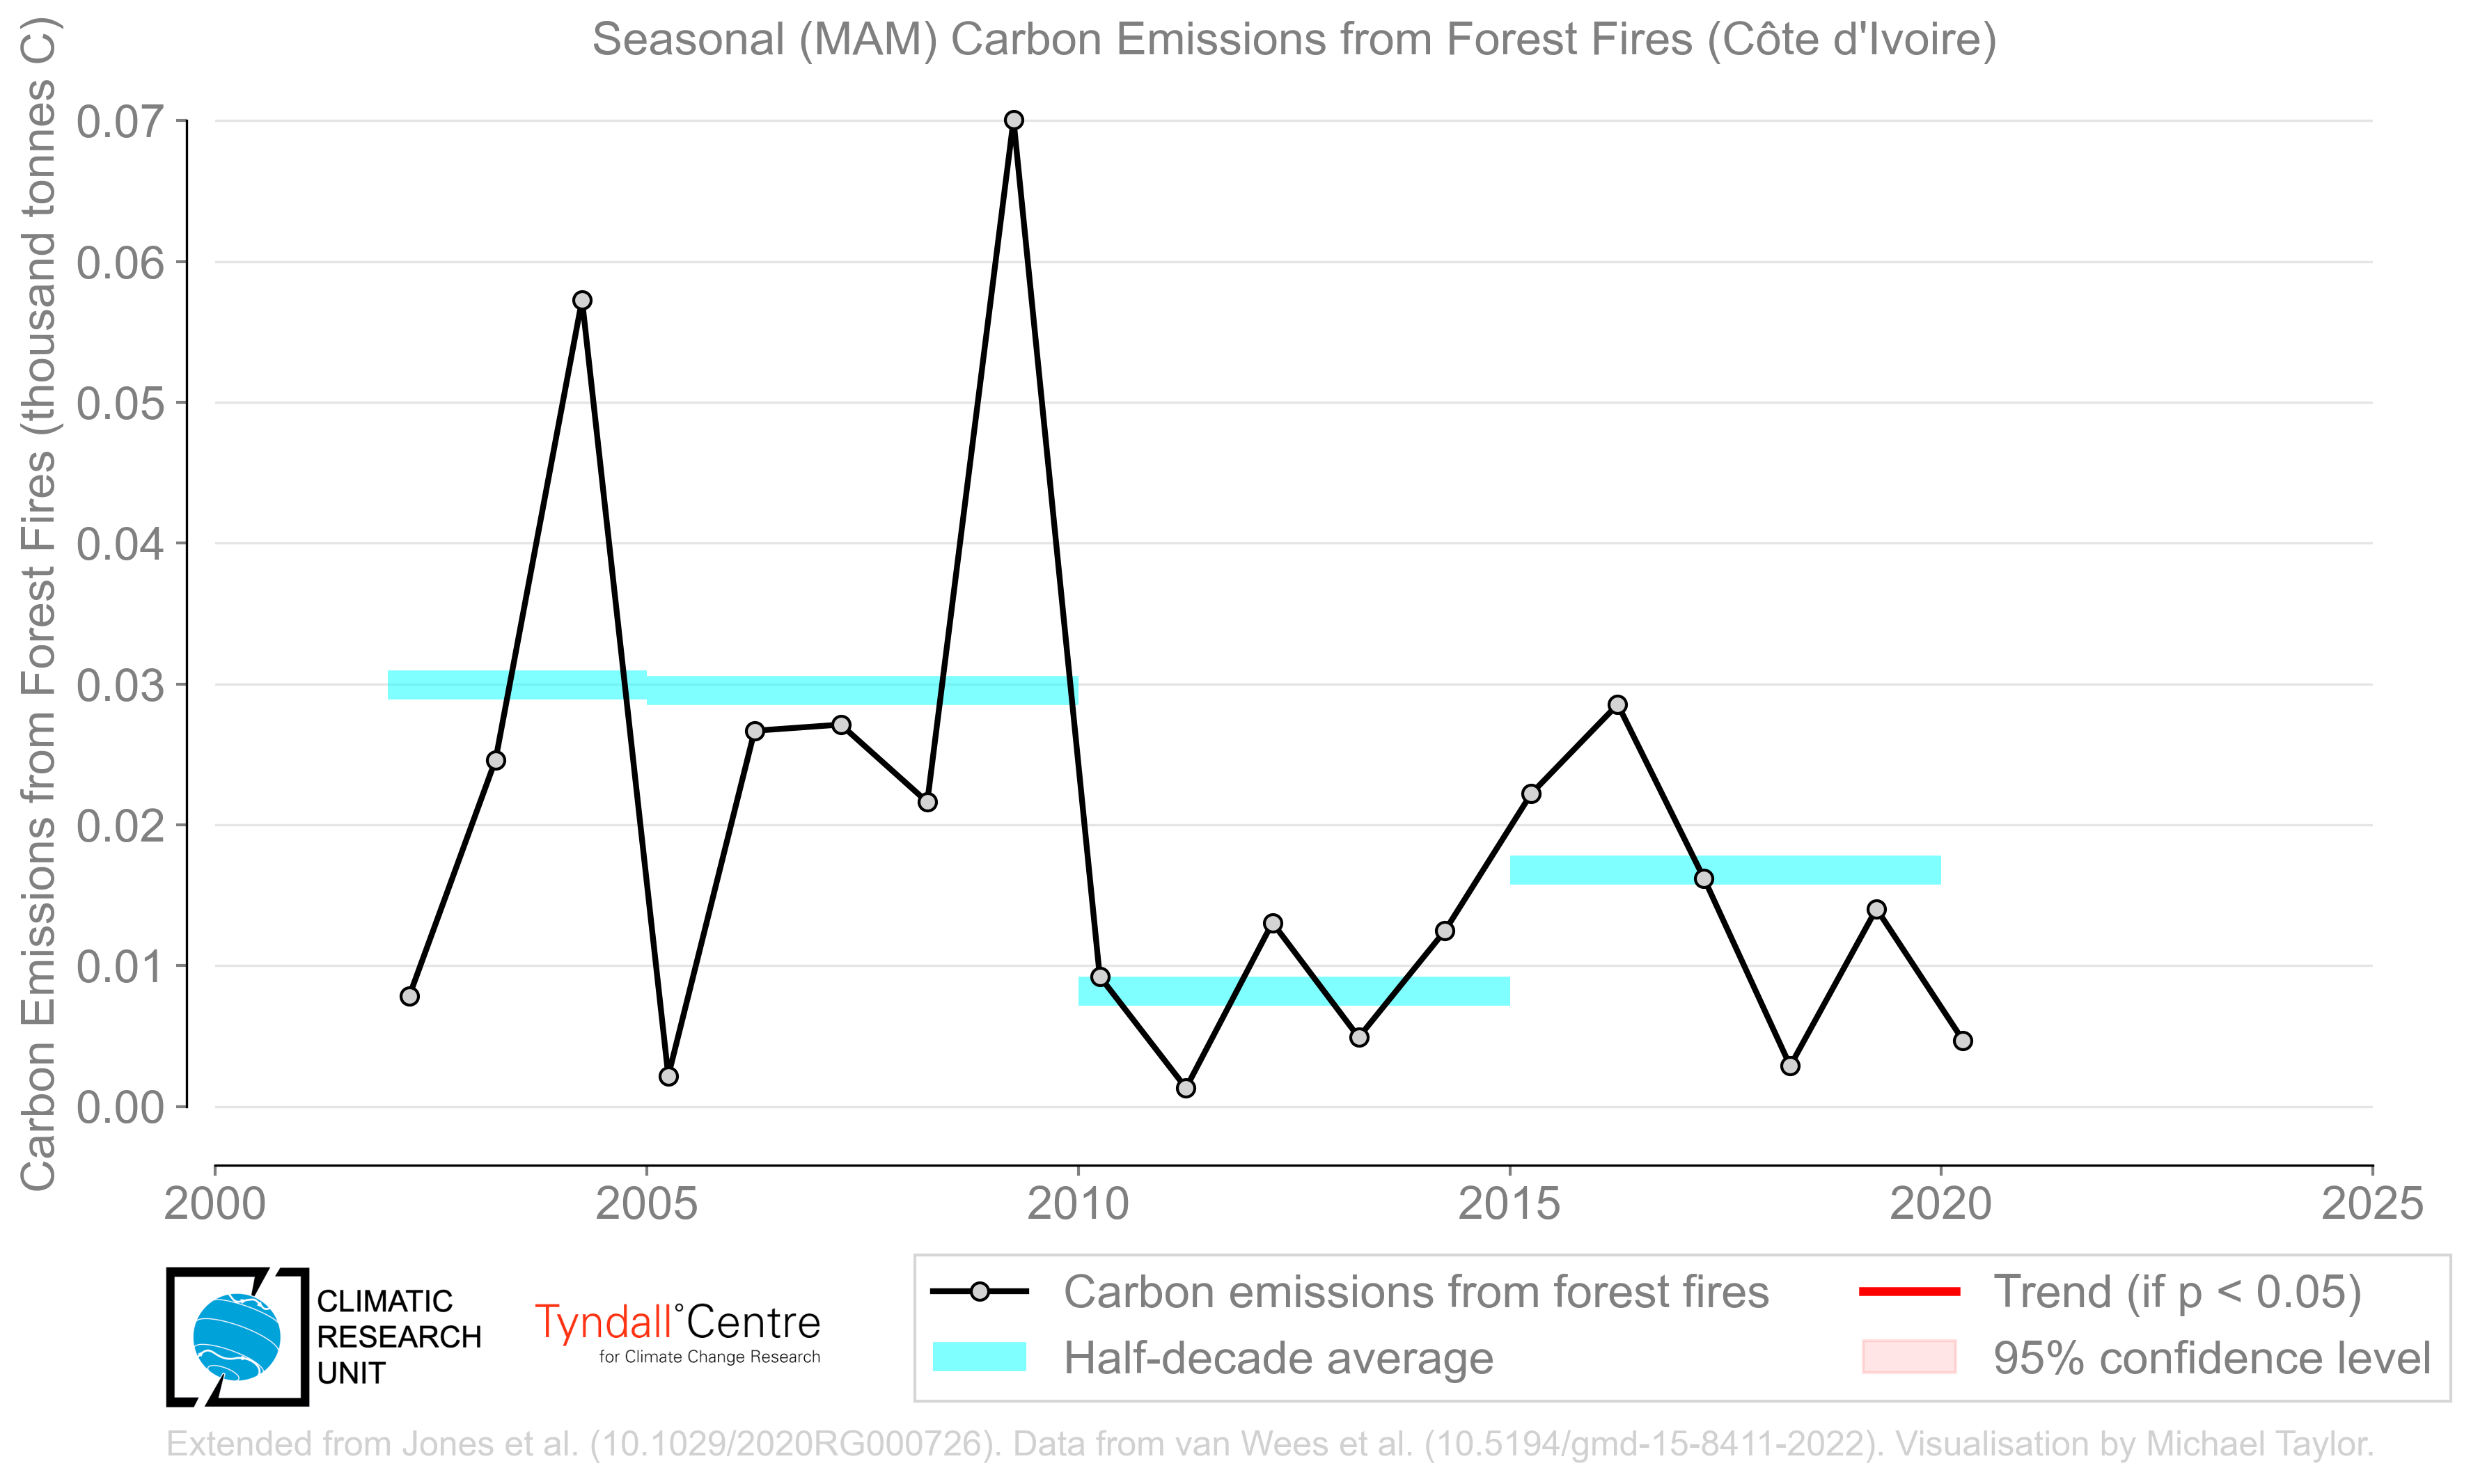 Seasonal (MAM) Carbon Emissions from Forest Fires (Côte d'Ivoire)
Carbon Emissions from Forest Fires (thousand tonnes C)
0.07
0.06
0.05
0.04
0.03
0.02
0.01
0.00
2000
2005
2010
2015
2020
2025
CLIMATIC
RESEARCH
UNIT
Tyndall°Centre
for Climate Change Research
Carbon emissions from forest fires
Half-decade average
Trend (if p < 0.05)
95% confidence level
Extended from Jones et al. (10.1029/2020RG000726). Data from van Wees et al. (10.5194/gmd-15-8411-2022). Visualisation by Michael Taylor.